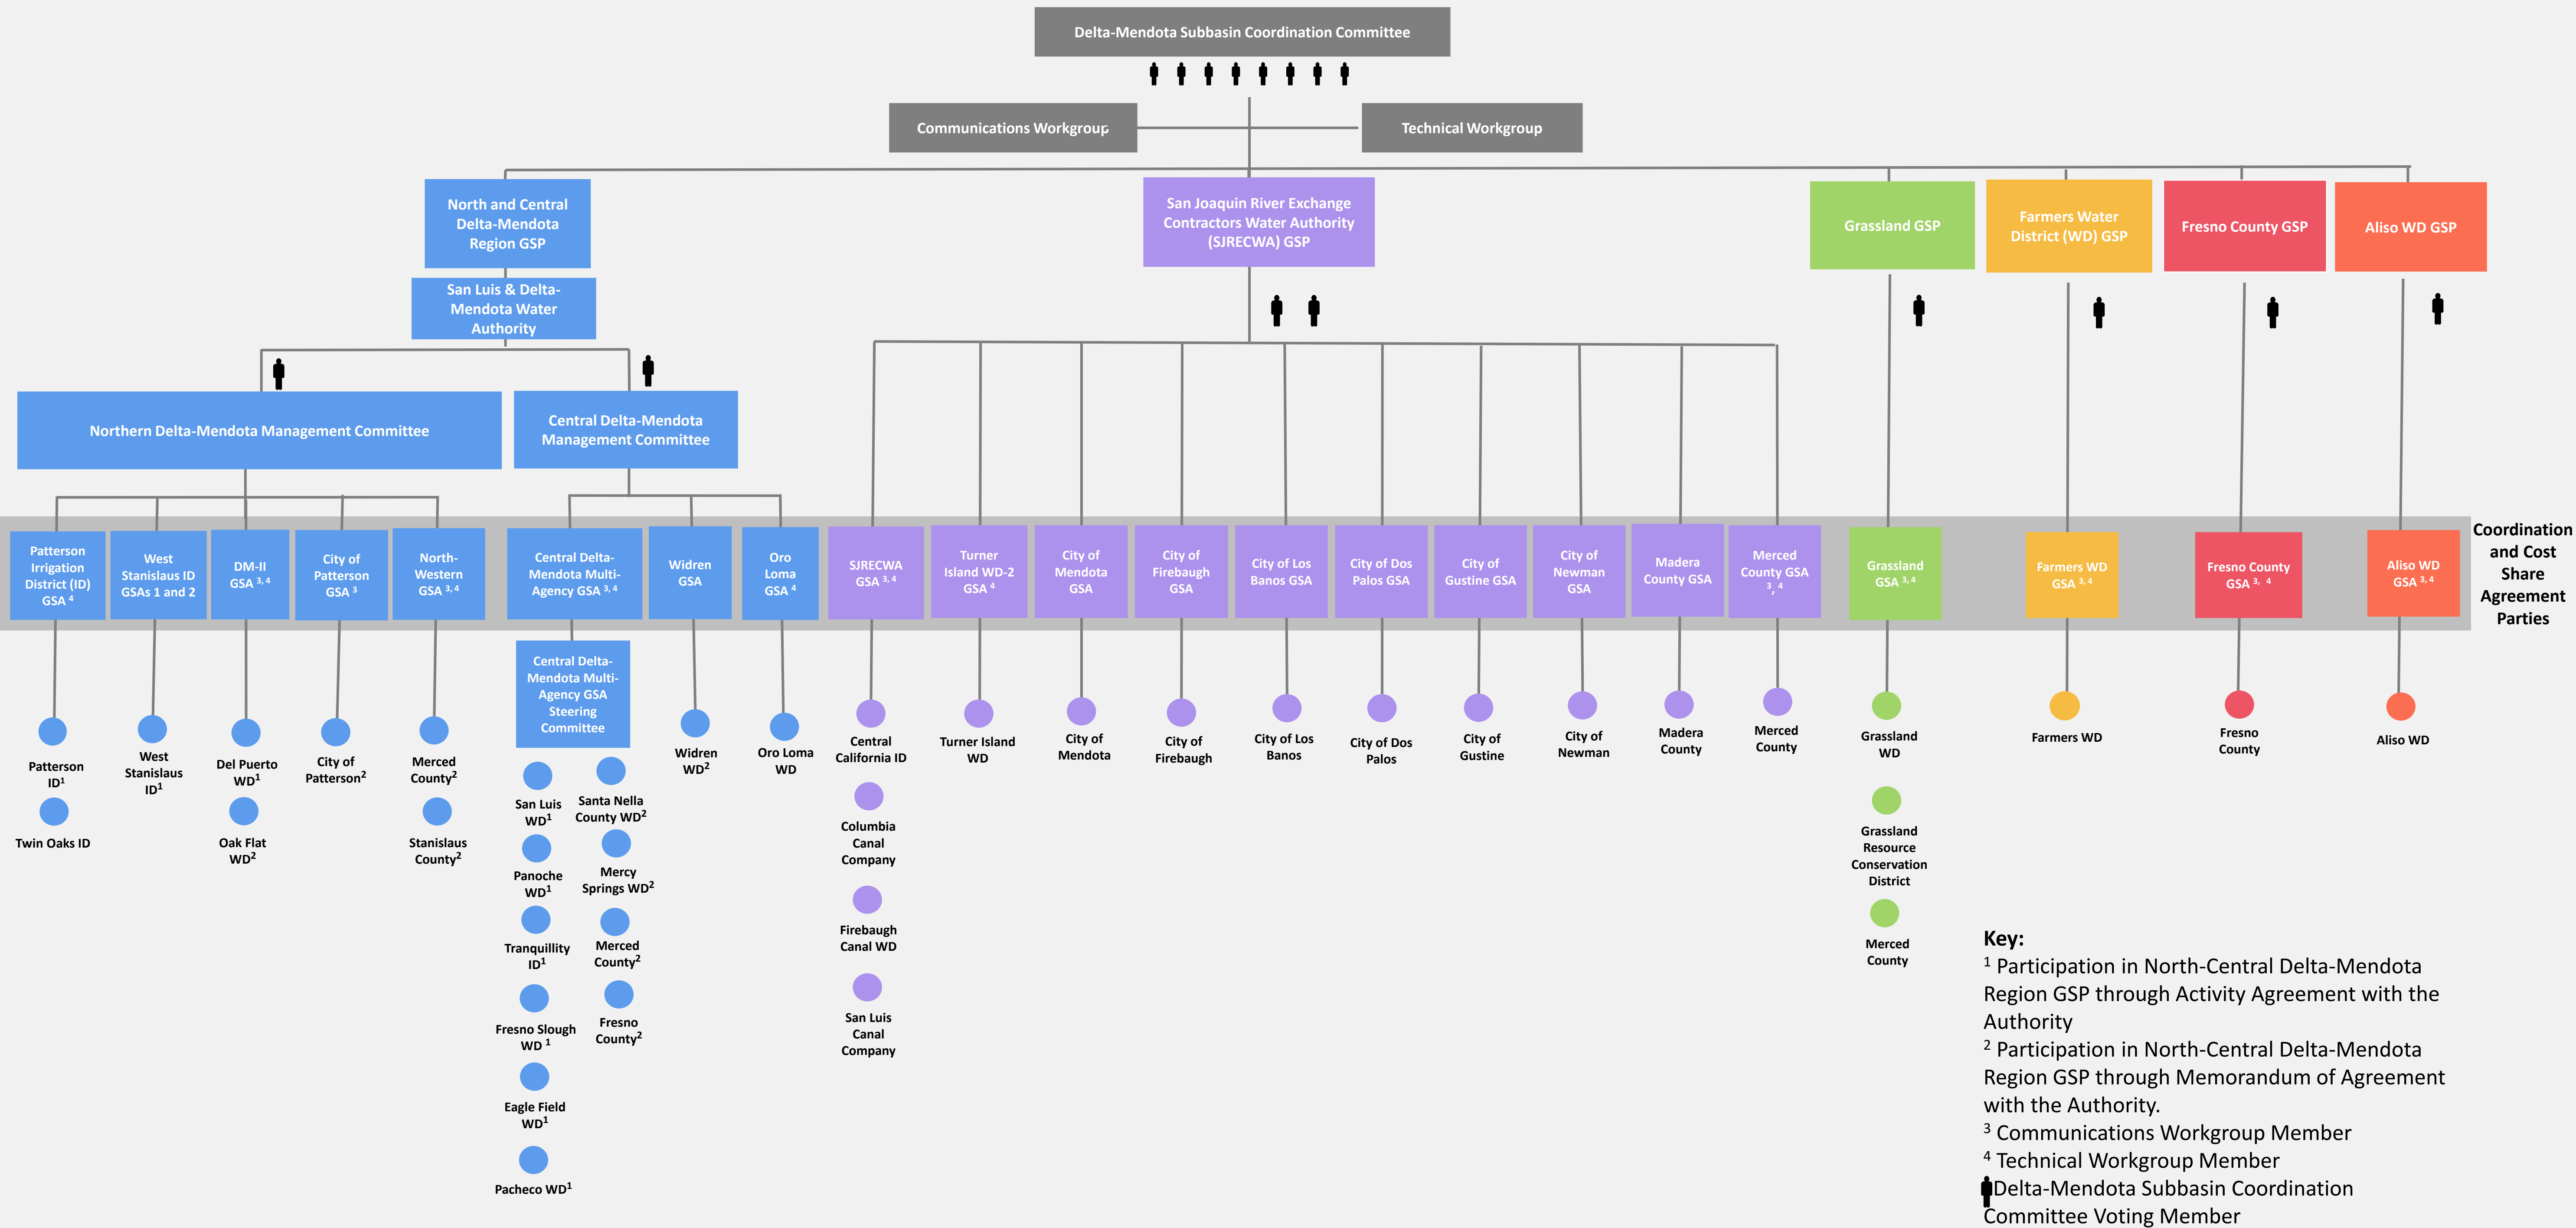 Delta-Mendota Subbasin Coordination Committee
Communications Workgroup
Technical Workgroup
North and Central
Delta-Mendota
Region GSP
San Joaquin River Exchange
Contractors Water Authority
(SJRECWA) GSP
Grassland GSP
Farmers Water
District (WD) GSP
Fresno County GSP
Aliso WD GSP
San Luis & Delta-
Mendota Water
Authority
Northern Delta-Mendota Management Committee
Central Delta-Mendota
Management Committee
Patterson
Irrigation
District (ID)
GSA 4
West
Stanislaus ID
GSAs 1 and 2
DM-II
GSA 3, 4
City of
Patterson
GSA 3
North-
Western
GSA 3, 4
Central Delta-
Mendota Multi-
Agency GSA 3, 4
Widren
GSA
Oro
Loma
GSA 4
SJRECWA
GSA 3, 4
Turner
Island WD-2
GSA 4
City of
Mendota
GSA
City of
Firebaugh
GSA
City of Los
Banos GSA
City of Dos
Palos GSA
City of
Gustine GSA
City of
Newman
GSA
Madera
County GSA
Merced
County GSA
3, 4
Grassland
GSA 3, 4
Farmers WD
GSA 3, 4
Fresno County
GSA 3, 4
Aliso WD
GSA 3, 4
Coordination
and Cost
Share
Agreement
Parties
Central Delta-
Mendota Multi-
Agency GSA
Steering
Committee
Patterson
ID1
Twin Oaks ID
West
Stanislaus
ID1
Del Puerto
WD1
Oak Flat
WD2
City of
Patterson2
Merced
County2
Stanislaus
County2
San Luis
WD1
Panoche
WD1
Tranquillity
ID1
Fresno Slough
WD 1
Eagle Field
WD1
Pacheco WD1
Santa Nella
County WD2
Mercy
Springs WD2
Merced
County2
Fresno
County2
Widren
WD2
Oro Loma
WD
Central
California ID
Columbia
Canal
Company
Firebaugh
Canal WD
San Luis
Canal
Company
Turner Island
WD
City of
Mendota
City of
Firebaugh
City of Los
Banos
City of Dos
Palos
City of
Gustine
City of
Newman
Madera
County
Merced
County
Grassland
WD
Grassland
Resource
Conservation
District
Merced
County
Farmers WD
Fresno
County
Aliso WD
Key:
1 Participation in North-Central Delta-Mendota
Region GSP through Activity Agreement with the
Authority
2 Participation in North-Central Delta-Mendota
Region GSP through Memorandum of Agreement
with the Authority.
3 Communications Workgroup Member
4 Technical Workgroup Member
Delta-Mendota Subbasin Coordination
Committee Voting Member